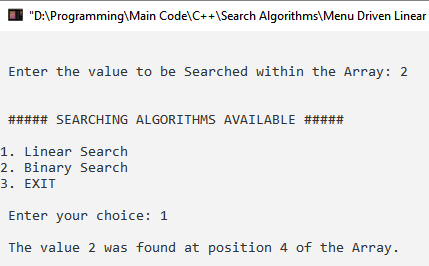 "D:\Programming\Main Code\C++\Search Algorithms\Menu Driven Linear
Enter the value to be Searched within the Array: 2
##### SEARCHING ALGORITHMS AVAILABLE #####
1. Linear Search
2. Binary Search
3. EXIT
Enter your choice: 1
The value 2 was found at position 4 of the Array.